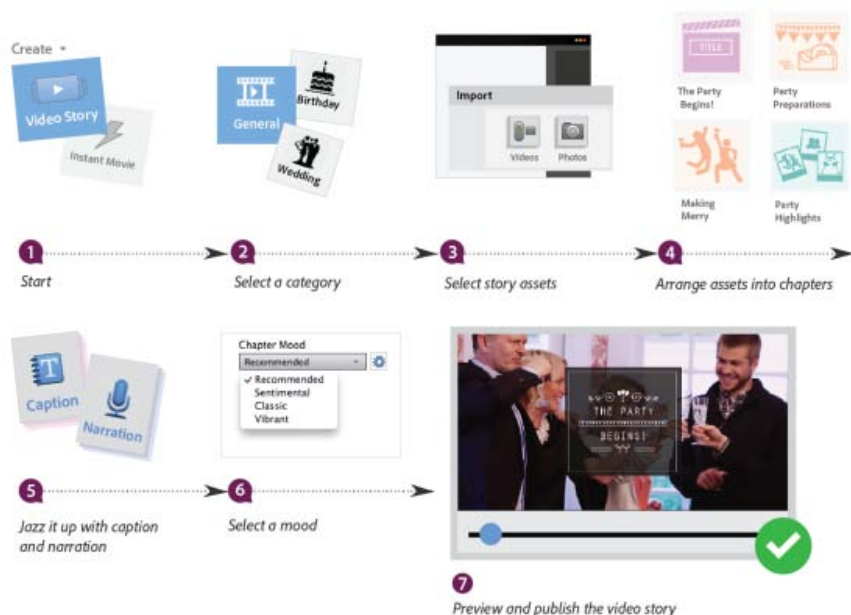 Create
Video Story
Instant Movie
General
Birthday
Wedding
Import
Videos Photos
TITLE
The Party
Begins!
Party
Preparations
Making
Merry
Party
Highlights
1
Start
2
Select a category
3
Select story assets
4
Arrange assets into chapters
T
Caption
Narration
Chapter Mood
Recommended
✓ Recommended
Sentimental
Classic
Vibrant
THE PARTY
BEGINS!
5
Jazz it up with caption
and narration
6
Select a mood
7
Preview and publish the video story